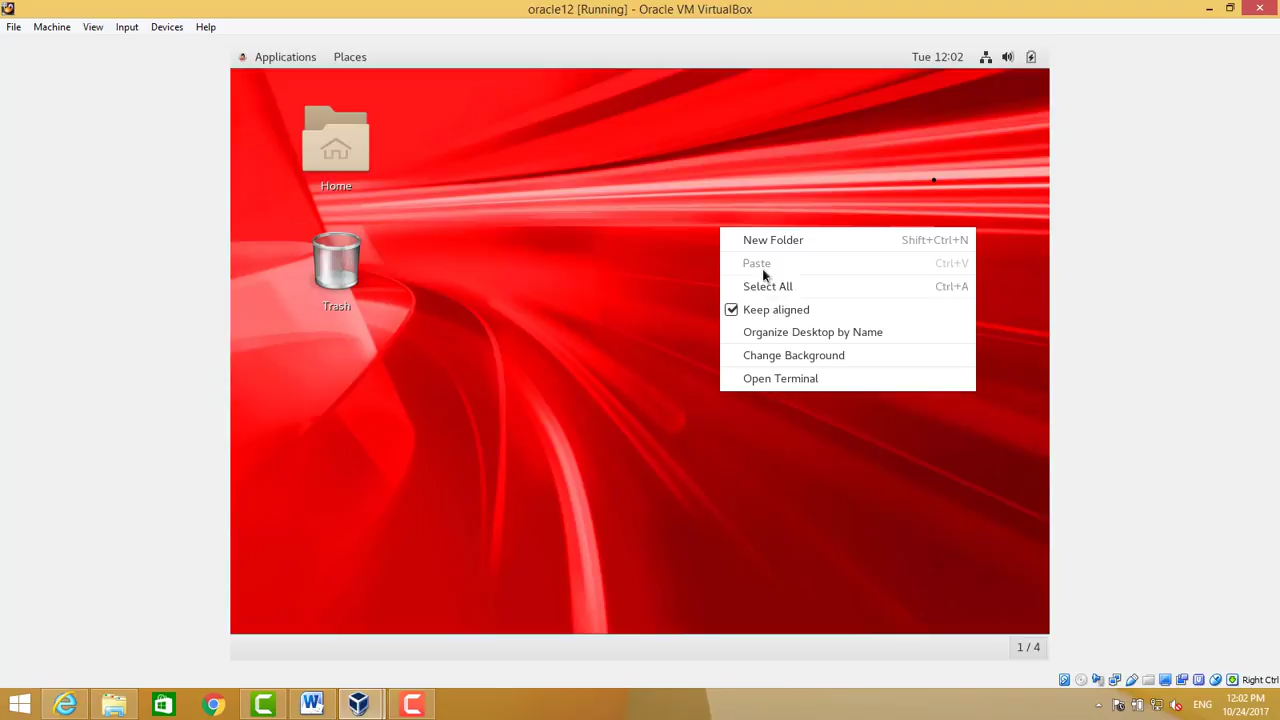 oracle12 [Running] - Oracle VM VirtualBox
File Machine View Input Devices Help
Applications Places Tue 12:02
Home
Trash
New Folder Shift+Ctrl+N
Paste Ctrl+V
Select All Ctrl+A
Keep aligned
Organize Desktop by Name
Change Background
Open Terminal
1 / 4
Right Ctrl
ENG 12:02 PM
10/24/2017